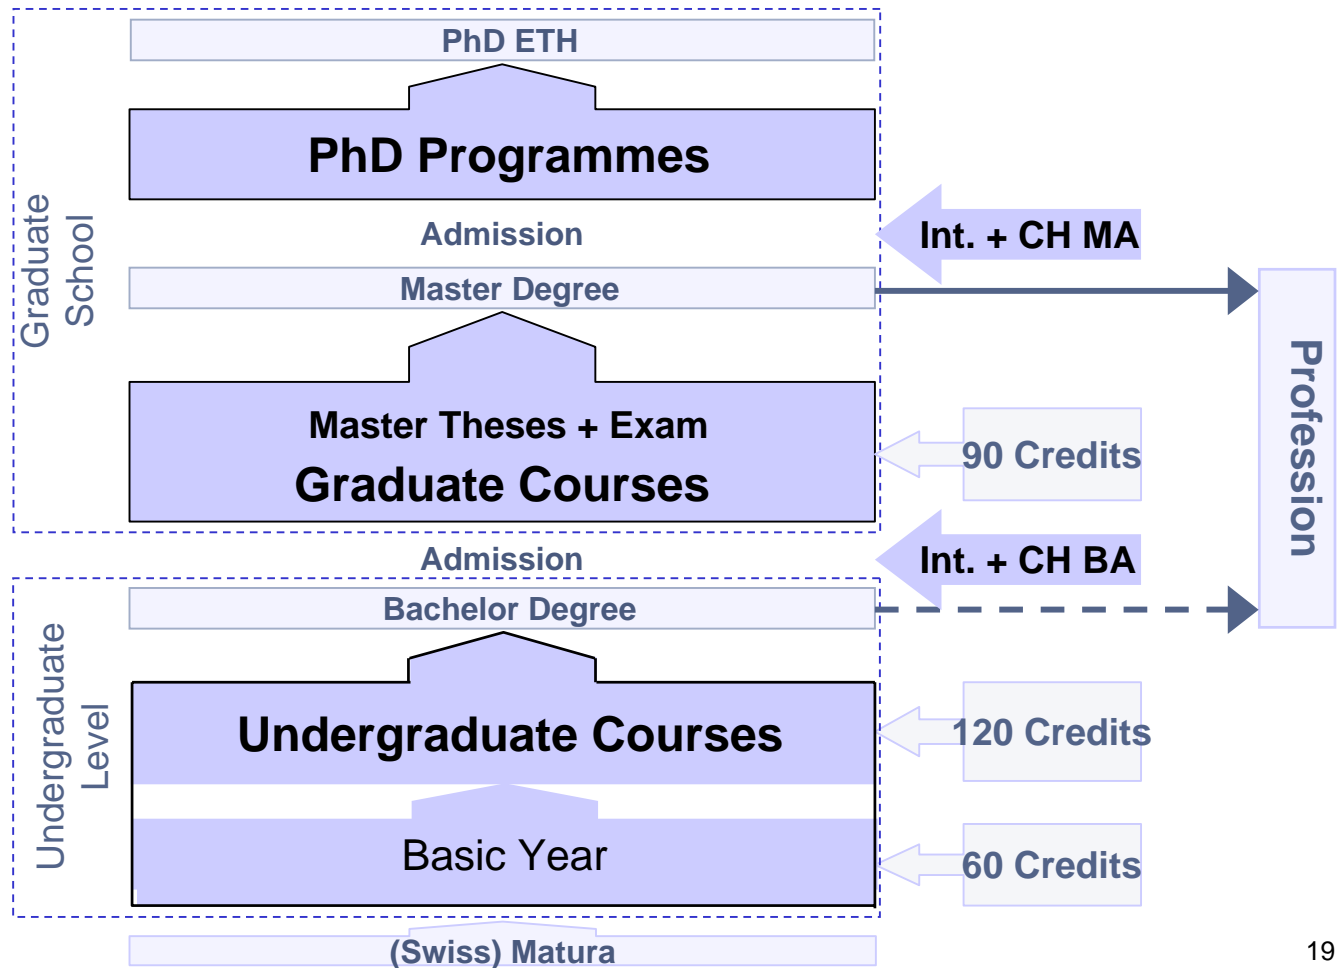 PhD ETH
PhD Programmes
Graduate
School
Admission
Int. + CH MA
Master Degree
Profession
Master Theses + Exam
Graduate Courses
90 Credits
Admission
Int. + CH BA
Bachelor Degree
Undergraduate
Level
Undergraduate Courses
120 Credits
Basic Year
60 Credits
(Swiss) Matura
19